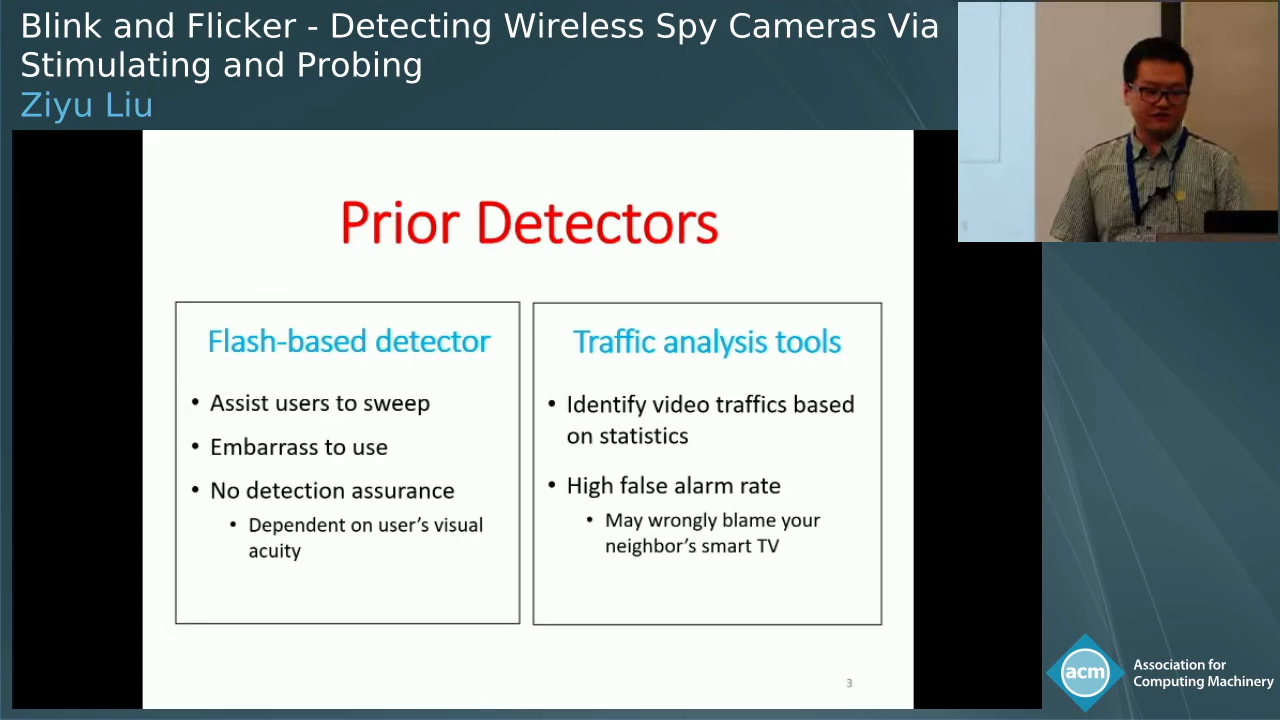 Blink and Flicker - Detecting Wireless Spy Cameras Via
Stimulating and Probing
Ziyu Liu
Prior Detectors
Flash-based detector
• Assist users to sweep
• Embarrass to use
• No detection assurance
• Dependent on user's visual
acuity
Traffic analysis tools
• Identify video traffics based
on statistics
• High false alarm rate
• May wrongly blame your
neighbor's smart TV
3
acm
Association for
Computing Machinery